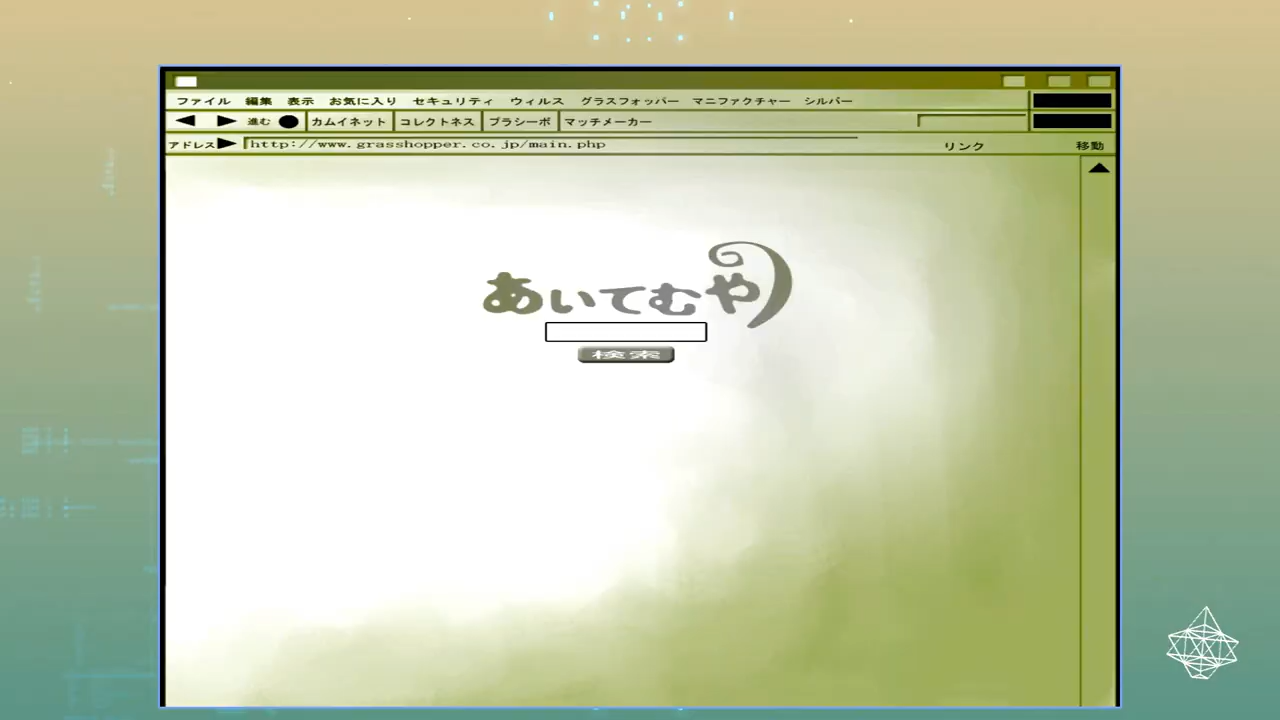 ファイル 編集 表示 お気に入り セキュリティ ウィルス グラスフォッパー マニファクチャー シルバー
進む カムイネット コレクトネス プラシーボ マッチメーカー
アドレス http://www.grasshopper.co.jp/main.php リンク 移動
あいてむや
検索